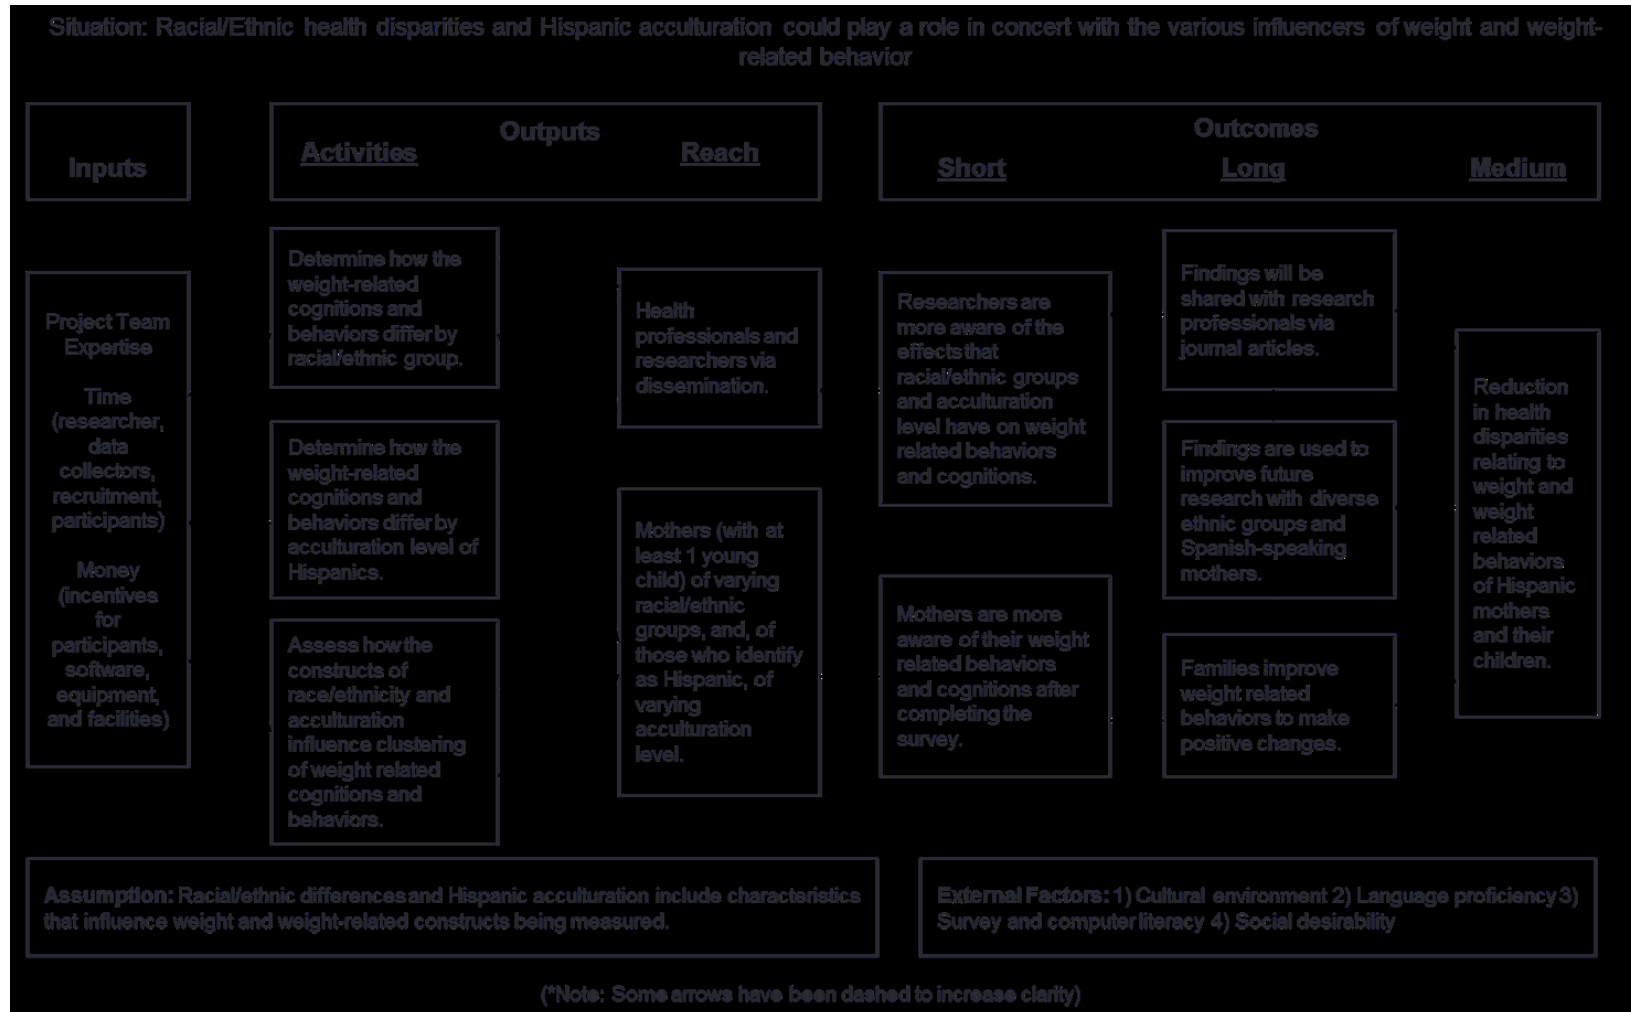 Situation: Racial/Ethnic health disparities and Hispanic acculturation could play a role in concert with the various influencers of weight and weight-
related behavior
Inputs
Outputs
Activities
Reach
Outcomes
Short
Long
Medium
Project Team
Expertise
Time
(researcher,
data
collectors,
recruitment,
participants)
Money
(incentives
for
participants,
software,
equipment,
and facilities)
Determine how the
weight-related
cognitions and
behaviors differ by
racial/ethnic group.
Determine how the
weight-related
cognitions and
behaviors differ by
acculturation level of
Hispanics.
Assess how the
constructs of
race/ethnicity and
acculturation
influence clustering
of weight related
cognitions and
behaviors.
Health
professionals and
researchers via
dissemination.
Mothers (with at
least 1 young
child) of varying
racial/ethnic
groups, and, of
those who identify
as Hispanic, of
varying
acculturation
level.
Researchers are
more aware of the
effects that
racial/ethnic groups
and acculturation
level have on weight
related behaviors
and cognitions.
Mothers are more
aware of their weight
related behaviors
and cognitions after
completing the
survey.
Findings will be
shared with research
professionals via
journal articles.
Findings are used to
improve future
research with diverse
ethnic groups and
Spanish-speaking
mothers.
Families improve
weight related
behaviors to make
positive changes.
Reduction
in health
disparities
relating to
weight and
weight
related
behaviors
of Hispanic
mothers
and their
children.
Assumption: Racial/ethnic differences and Hispanic acculturation include characteristics
that influence weight and weight-related constructs being measured.
External Factors: 1) Cultural environment 2) Language proficiency 3)
Survey and computer literacy 4) Social desirability
(*Note: Some arrows have been dashed to increase clarity)